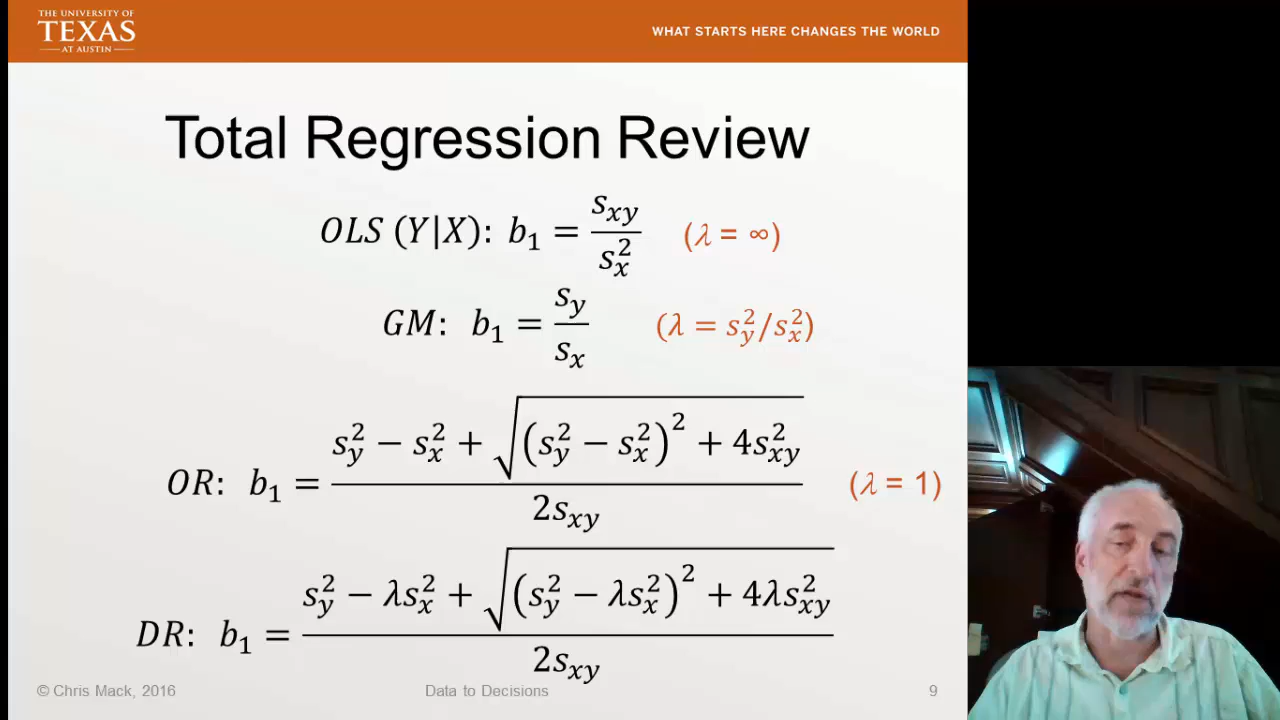 THE UNIVERSITY OF
TEXAS
AT AUSTIN
WHAT STARTS HERE CHANGES THE WORLD
Total Regression Review
OLS (Y|X): b₁ = s_xy / s_x² (λ = ∞)
GM: b₁ = s_y / s_x (λ = s_y²/s_x²)
OR: b₁ = (s_y² − s_x² + √((s_y² − s_x²)² + 4s_xy²)) / 2s_xy (λ = 1)
DR: b₁ = (s_y² − λs_x² + √((s_y² − λs_x²)² + 4λs_xy²)) / 2s_xy
© Chris Mack, 2016 Data to Decisions 9